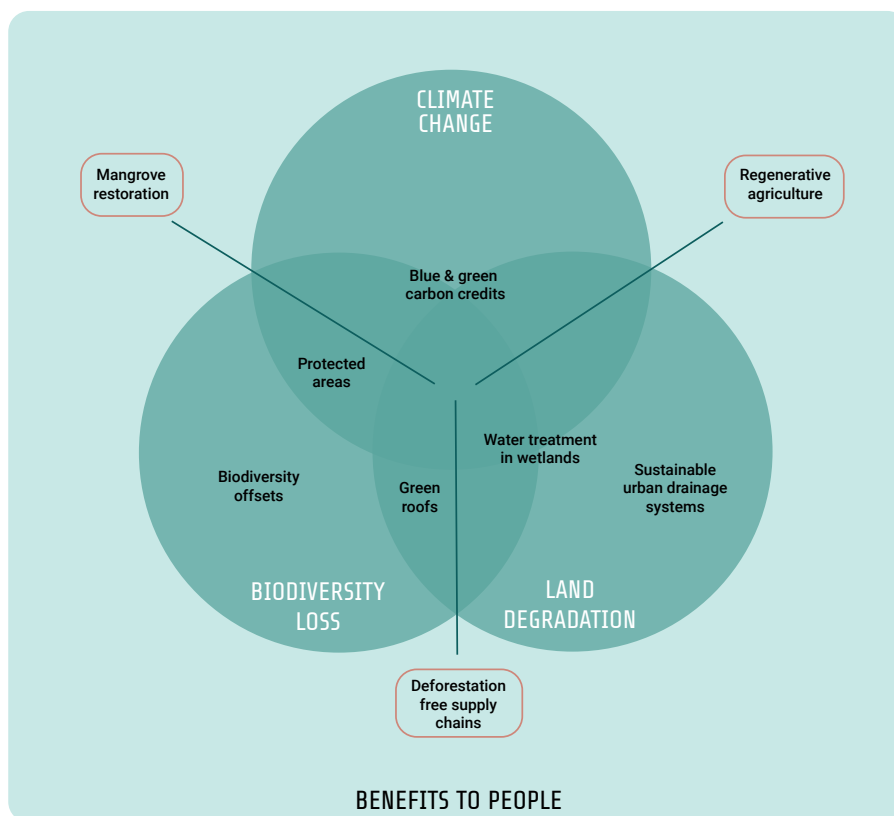 CLIMATE
CHANGE
Mangrove
restoration
Regenerative
agriculture
Blue & green
carbon credits
Protected
areas
Water treatment
in wetlands
Biodiversity
offsets
Green
roofs
Sustainable
urban drainage
systems
BIODIVERSITY
LOSS
LAND
DEGRADATION
Deforestation
free supply
chains
BENEFITS TO PEOPLE